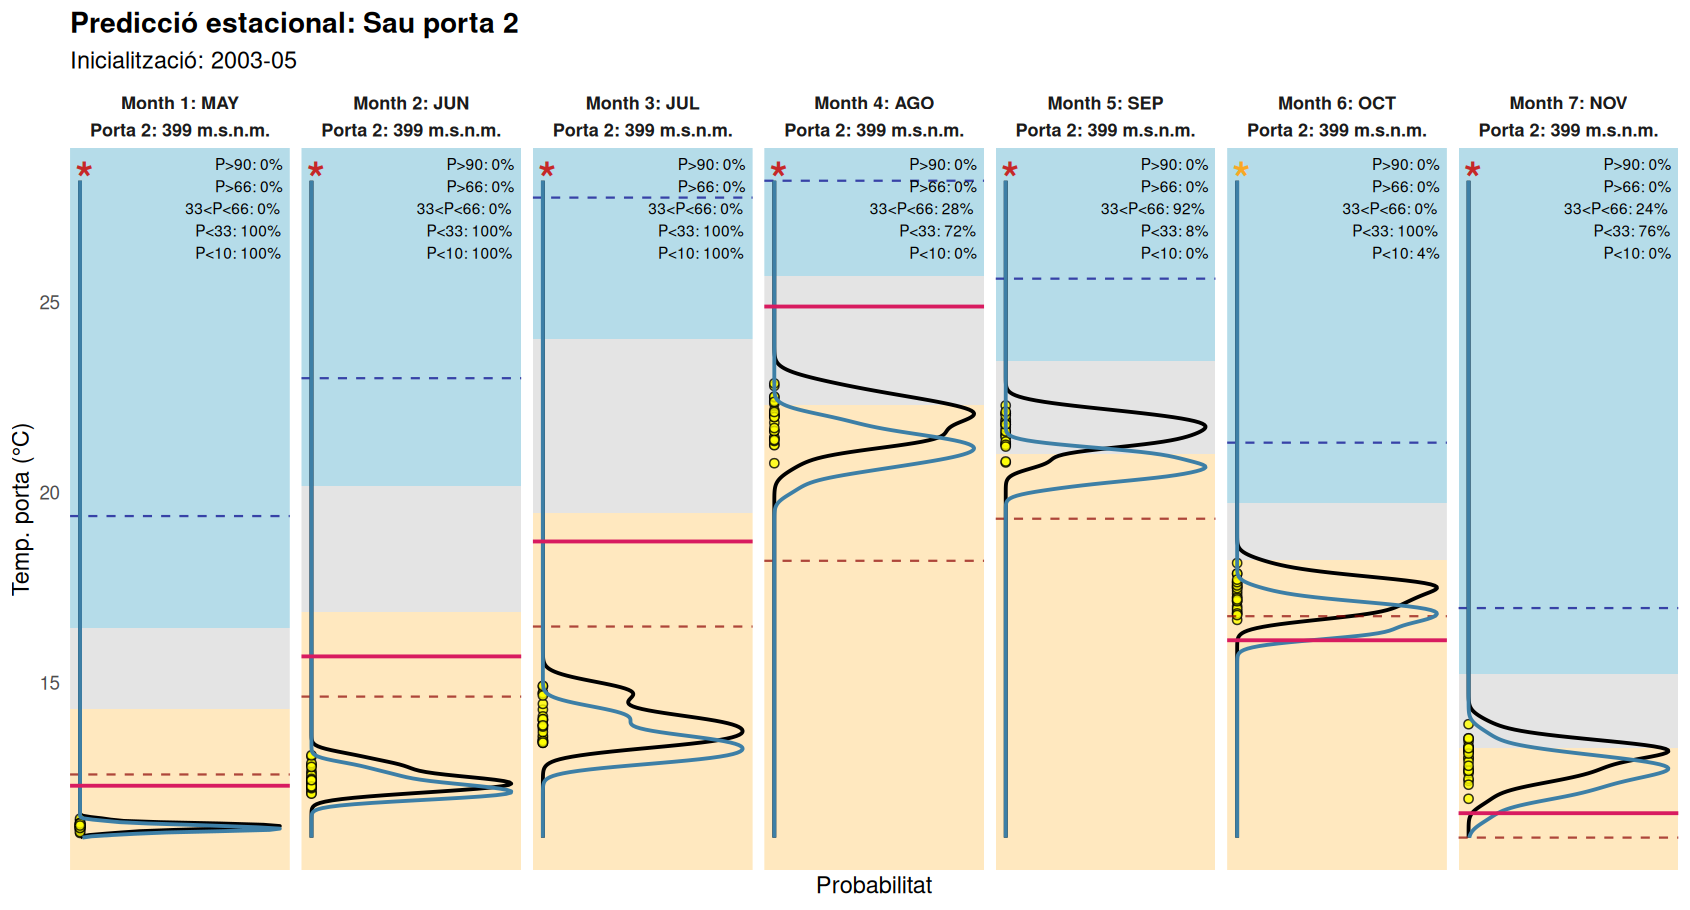 Predicció estacional: Sau porta 2
Inicialització: 2003-05
Month 1: MAY
Porta 2: 399 m.s.n.m.
Month 2: JUN
Porta 2: 399 m.s.n.m.
Month 3: JUL
Porta 2: 399 m.s.n.m.
Month 4: AGO
Porta 2: 399 m.s.n.m.
Month 5: SEP
Porta 2: 399 m.s.n.m.
Month 6: OCT
Porta 2: 399 m.s.n.m.
Month 7: NOV
Porta 2: 399 m.s.n.m.
*
P>90: 0%
P>66: 0%
33<P<66: 0%
P<33: 100%
P<10: 100%
*
P>90: 0%
P>66: 0%
33<P<66: 0%
P<33: 100%
P<10: 100%
*
P>90: 0%
P>66: 0%
33<P<66: 0%
P<33: 100%
P<10: 100%
*
P>90: 0%
P>66: 0%
33<P<66: 28%
P<33: 72%
P<10: 0%
*
P>90: 0%
P>66: 0%
33<P<66: 92%
P<33: 8%
P<10: 0%
*
P>90: 0%
P>66: 0%
33<P<66: 0%
P<33: 100%
P<10: 4%
*
P>90: 0%
P>66: 0%
33<P<66: 24%
P<33: 76%
P<10: 0%
25
20
15
Temp. porta (°C)
Probabilitat